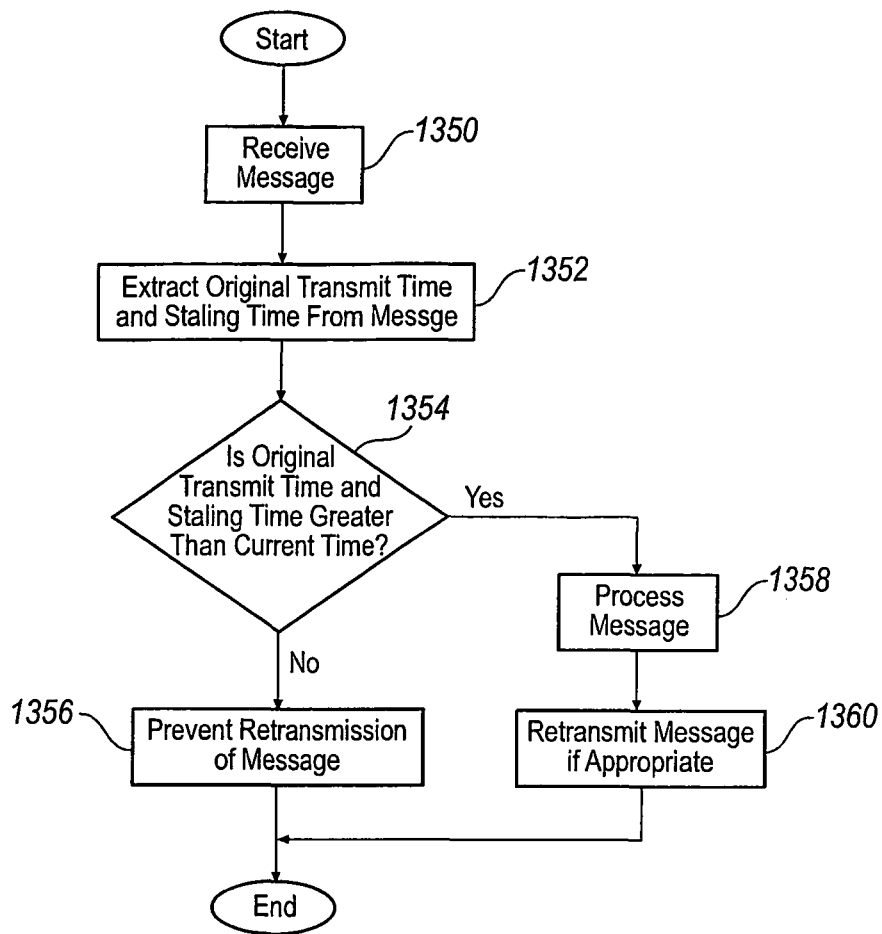 Start
1350
Receive
Message
1352
Extract Original Transmit Time
and Staling Time From Messge
1354
Is Original
Transmit Time and
Staling Time Greater
Than Current Time?
Yes
1358
Process
Message
No
1356
Prevent Retransmission
of Message
1360
Retransmit Message
if Appropriate
End